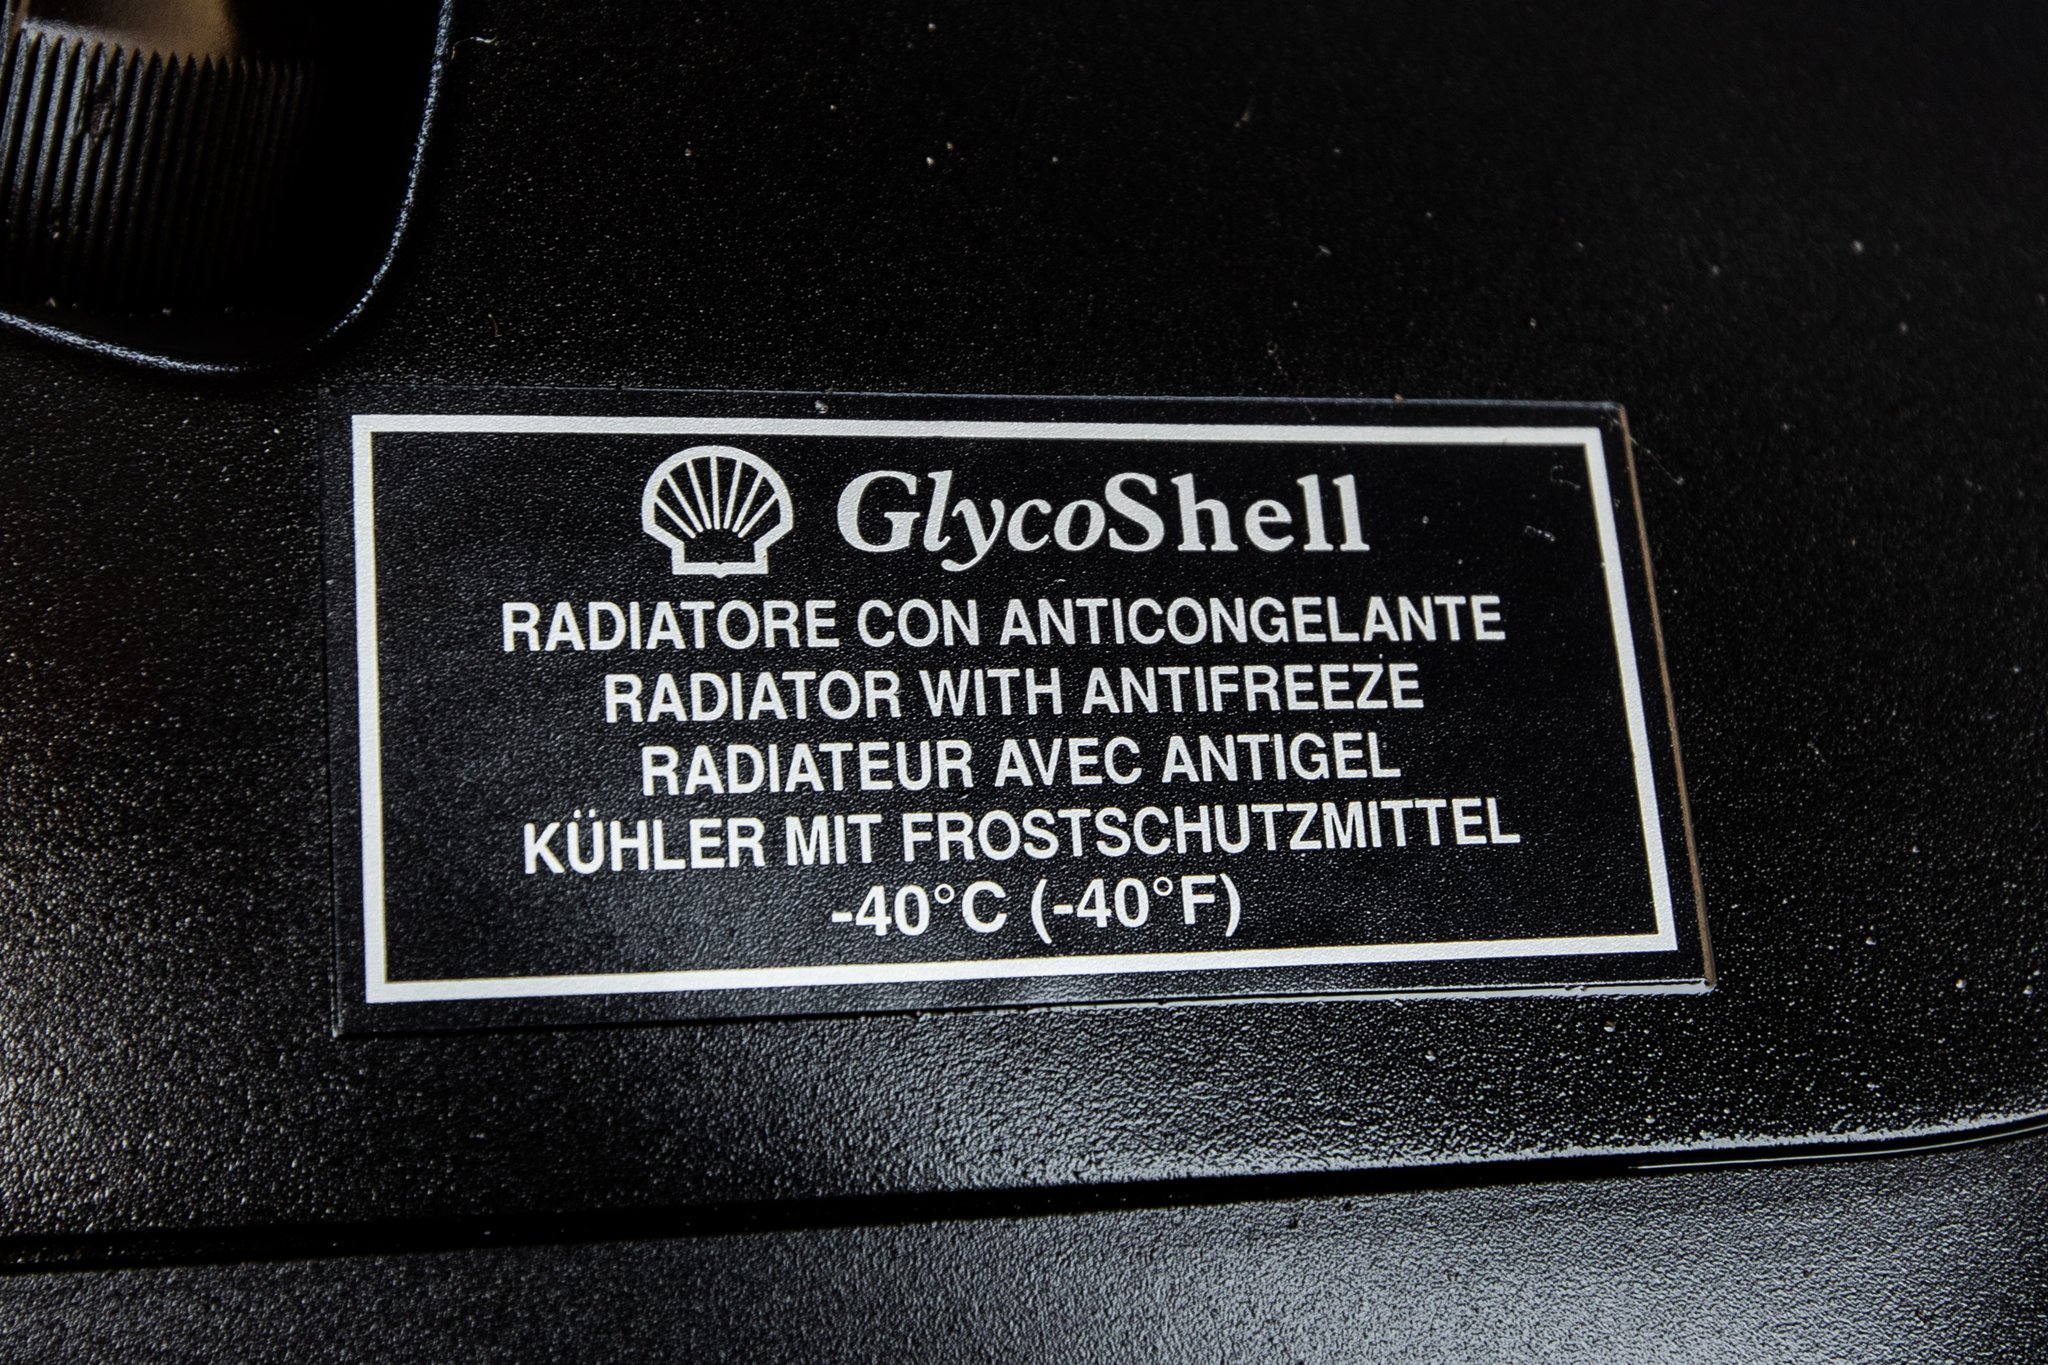 GlycoShell
RADIATORE CON ANTICONGELANTE
RADIATOR WITH ANTIFREEZE
RADIATEUR AVEC ANTIGEL
KÜHLER MIT FROSTSCHUTZMITTEL
-40°C (-40°F)